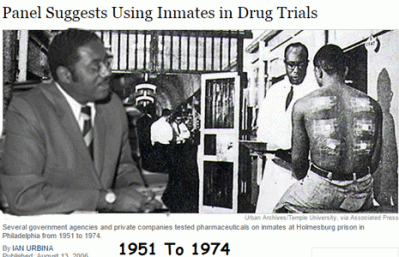 Panel Suggests Using Inmates in Drug Trials
Urban Archives/Temple University, via Associated Press
Several government agencies and private companies tested pharmaceuticals on inmates at Holmesburg prison in
Philadelphia from 1951 to 1974.
By IAN URBINA
1951 To 1974
Published: August 13, 2006